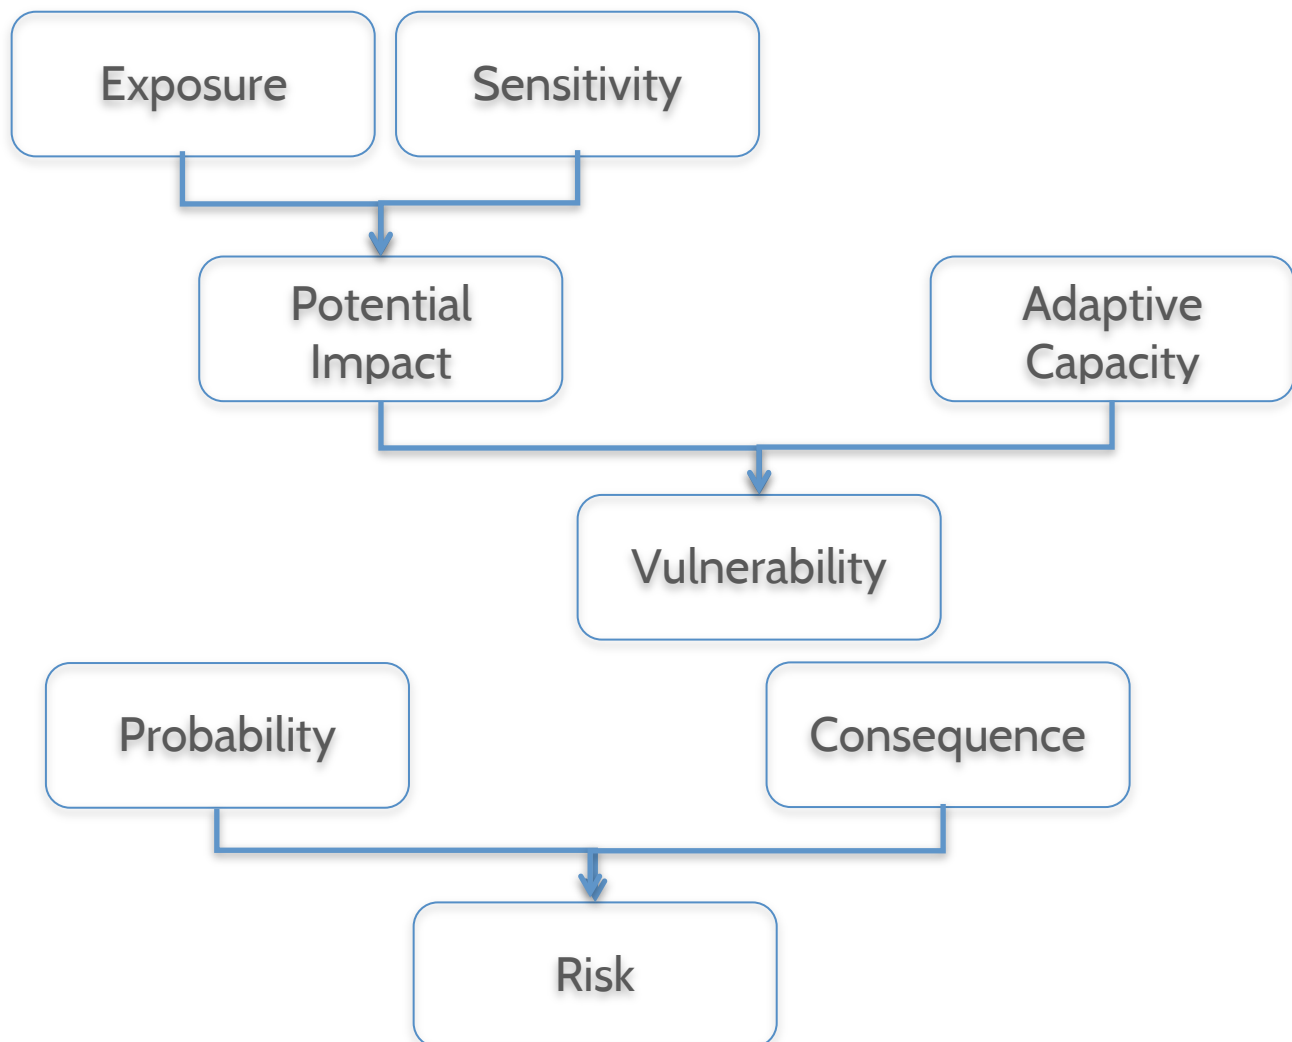 Exposure
Sensitivity
Potential
Impact
Adaptive
Capacity
Vulnerability
Probability
Consequence
Risk